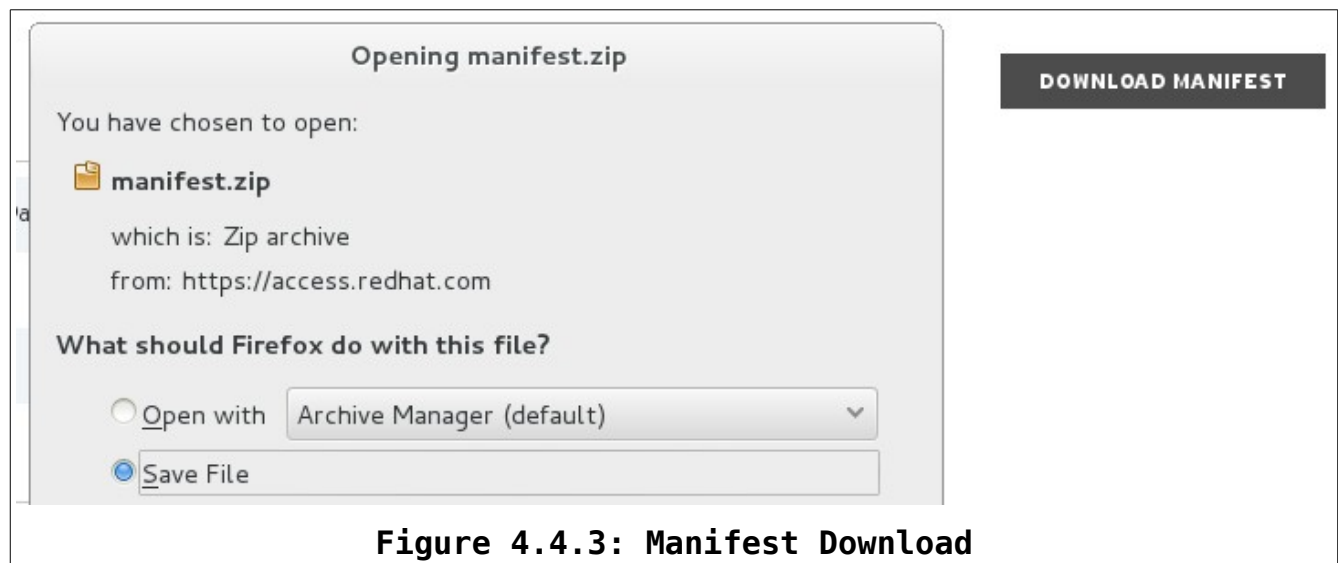 Opening manifest.zip
DOWNLOAD MANIFEST
You have chosen to open:
manifest.zip
which is: Zip archive
from: https://access.redhat.com
What should Firefox do with this file?
Open with Archive Manager (default)
Save File
Figure 4.4.3: Manifest Download